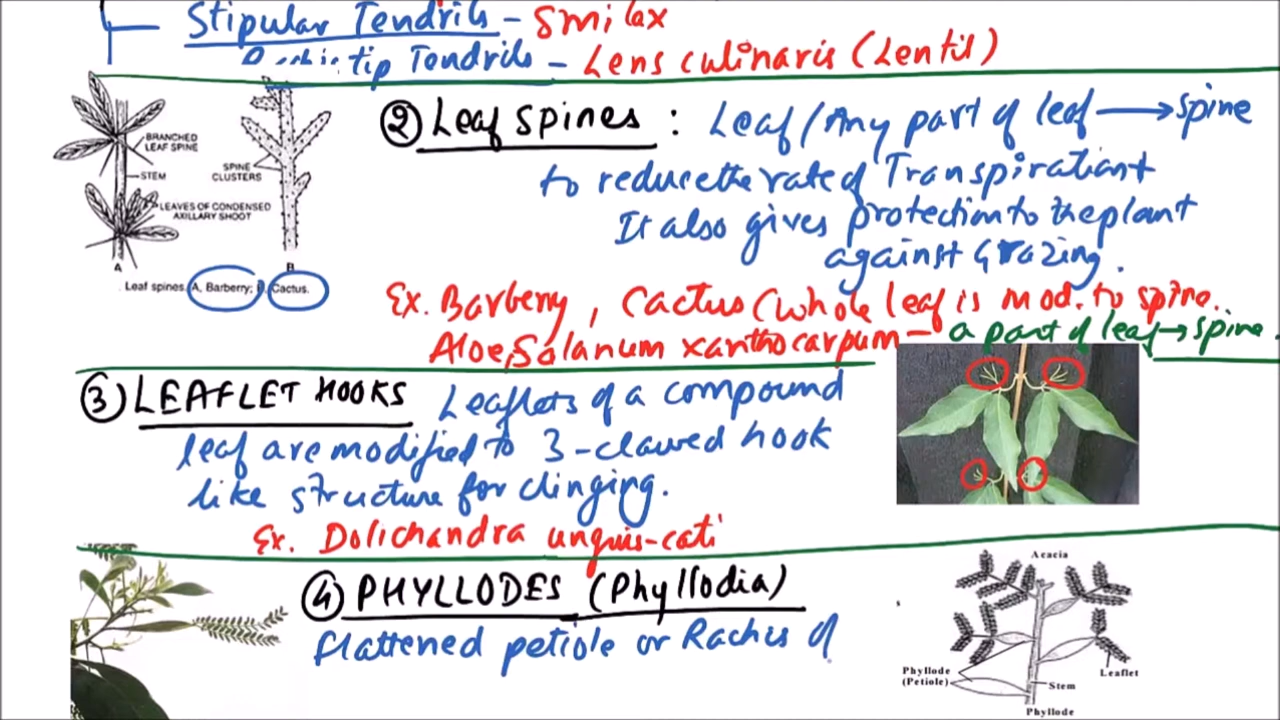 Stipular Tendrils - Smilax
tip Tendrils - Lens culinaris (Lentil)
BRANCHED
LEAF SPINE
STEM
LEAVES OF CONDENSED
AXILLARY SHOOT
SPINE
CLUSTERS
A
B
Leaf spines. A, Barberry; B, Cactus.
② Leaf Spines : Leaf/Any part of leaf → spine
to reduce the rate of Transpiration
It also gives protection to the plant
against Grazing.
Ex. Barberry, Cactus (whole leaf is mod. to spine.
Aloe, Solanum xanthocarpum - a part of leaf → spine.
③ LEAFLET HOOKS Leaflets of a compound
leaf are modified to 3-clawed hook
like structure for clinging.
Ex. Dolichandra unguis-cati
④ PHYLLODES (Phyllodia)
flattened petiole or Rachis of
Acacia
Phyllode
(Petiole)
Leaflet
Stem
Phyllode